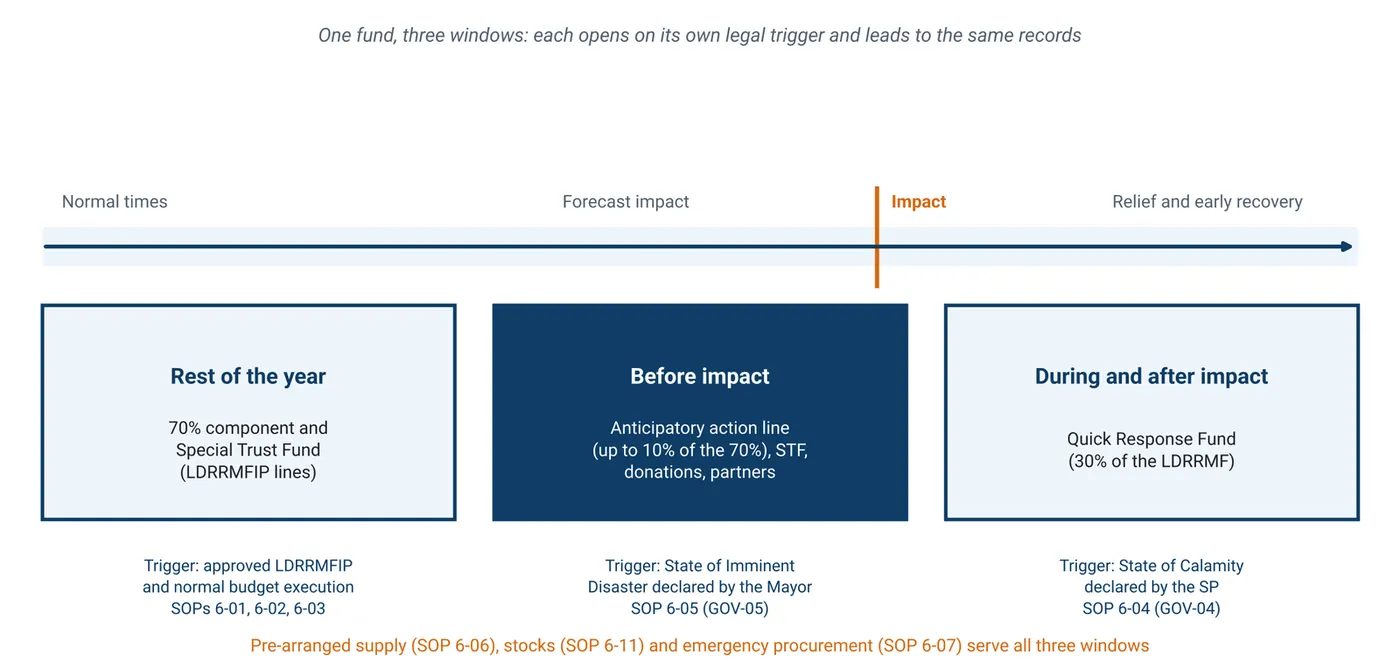 One fund, three windows: each opens on its own legal trigger and leads to the same records
Normal times
Forecast impact
Impact
Relief and early recovery
Rest of the year
70% component and
Special Trust Fund
(LDRRMFIP lines)
Before impact
Anticipatory action line
(up to 10% of the 70%), STF,
donations, partners
During and after impact
Quick Response Fund
(30% of the LDRRMF)
Trigger: approved LDRRMFIP
and normal budget execution
SOPs 6-01, 6-02, 6-03
Trigger: State of Imminent
Disaster declared by the Mayor
SOP 6-05 (GOV-05)
Trigger: State of Calamity
declared by the SP
SOP 6-04 (GOV-04)
Pre-arranged supply (SOP 6-06), stocks (SOP 6-11) and emergency procurement (SOP 6-07) serve all three windows